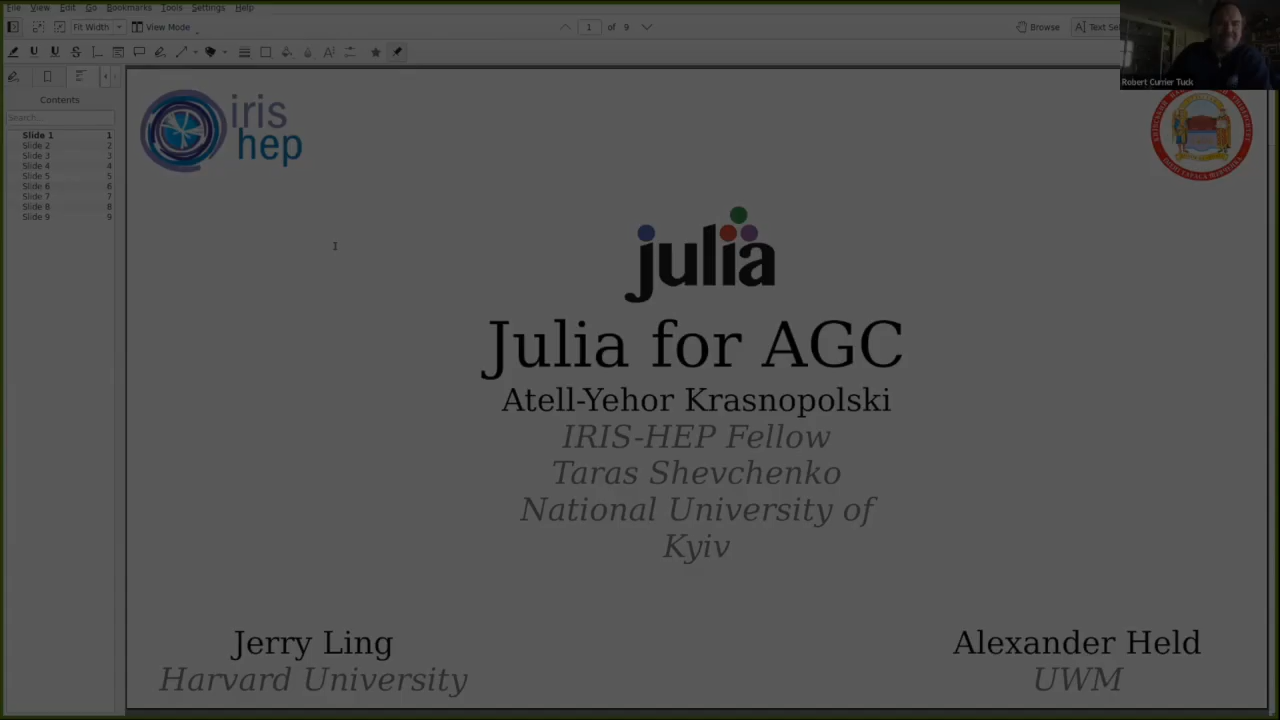 File View Edit Go Bookmarks Tools Settings Help
Fit Width View Mode 1 of 9 Browse Text Sel
Robert Currier Tuck
Contents
Search...
Slide 1 1
Slide 2 2
Slide 3 3
Slide 4 4
Slide 5 5
Slide 6 6
Slide 7 7
Slide 8 8
Slide 9 9
iris
hep
julia
Julia for AGC
Atell-Yehor Krasnopolski
IRIS-HEP Fellow
Taras Shevchenko
National University of
Kyiv
Jerry Ling
Harvard University
Alexander Held
UWM